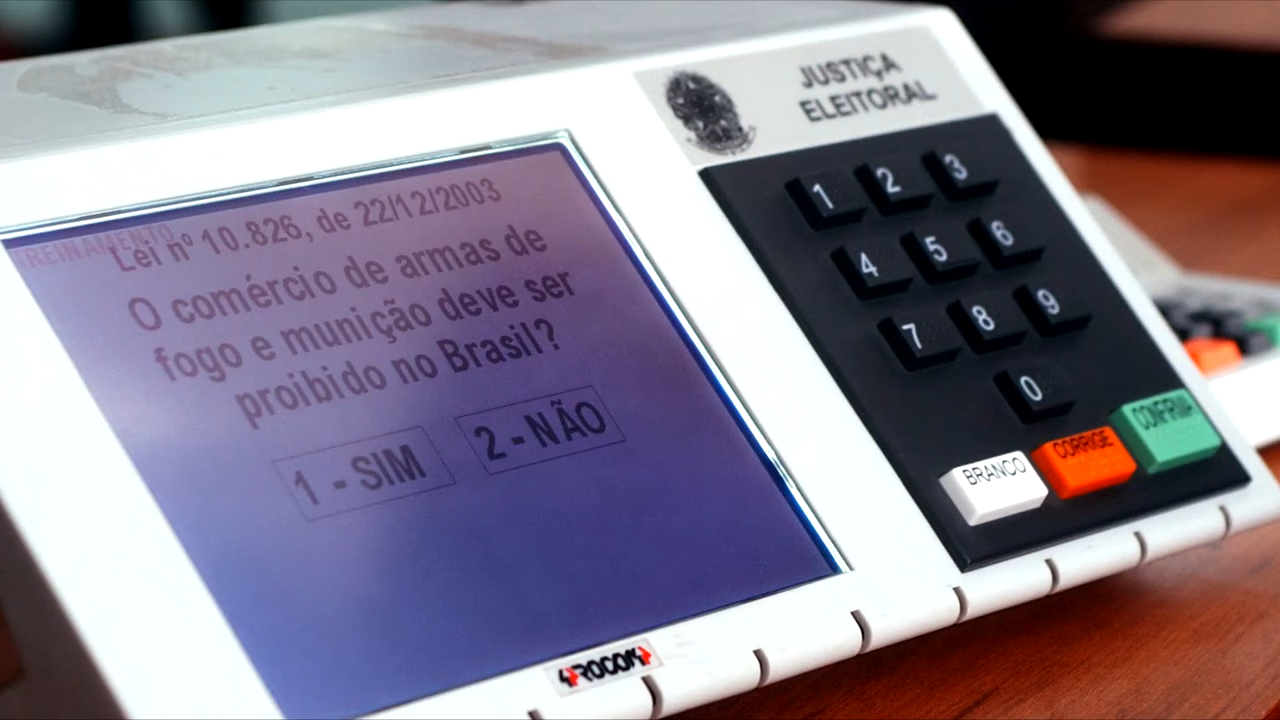 TREINAMENTO
Lei nº 10.826, de 22/12/2003
O comércio de armas de
fogo e munição deve ser
proibido no Brasil?
1 - SIM
2 - NÃO
JUSTIÇA
ELEITORAL
1 2 3
4 5 6
7 8 9
0
BRANCO
CORRIGE
CONFIRMA
PROCOMP